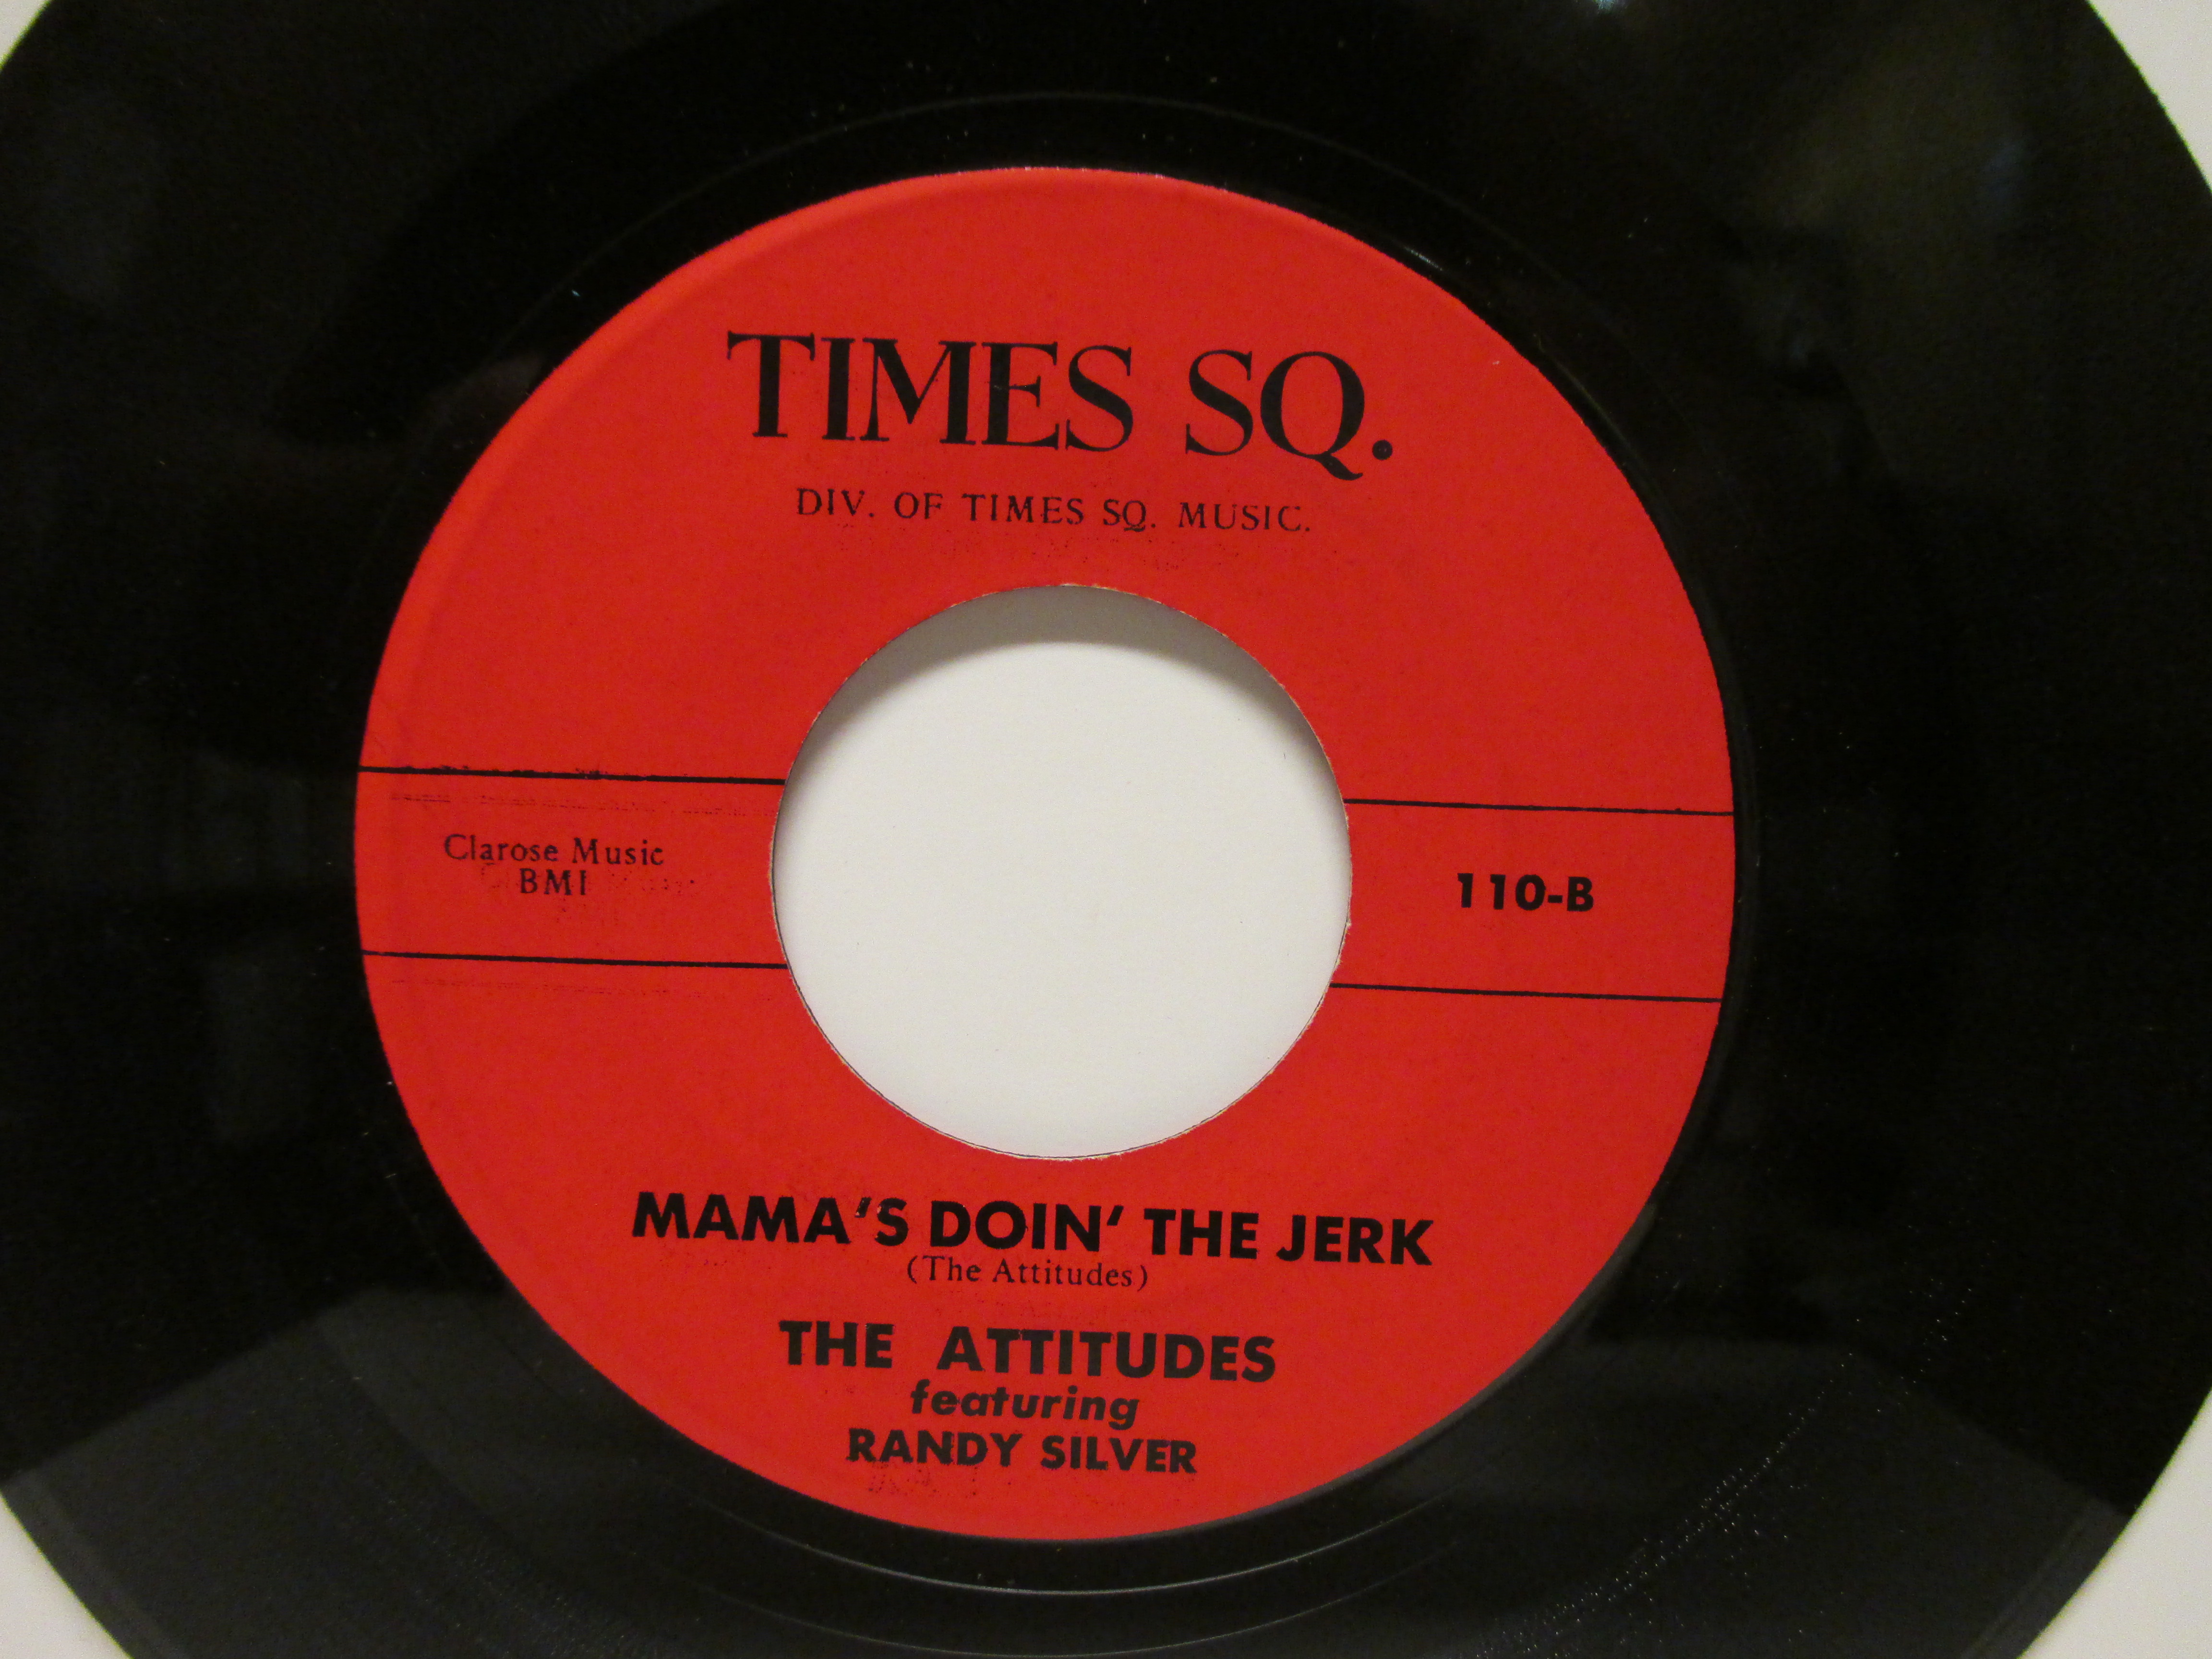 TIMES SQ.
DIV. OF TIMES SQ. MUSIC.
Clarose Music
BMI
110-B
MAMA'S DOIN' THE JERK
(The Attitudes)
THE ATTITUDES
featuring
RANDY SILVER